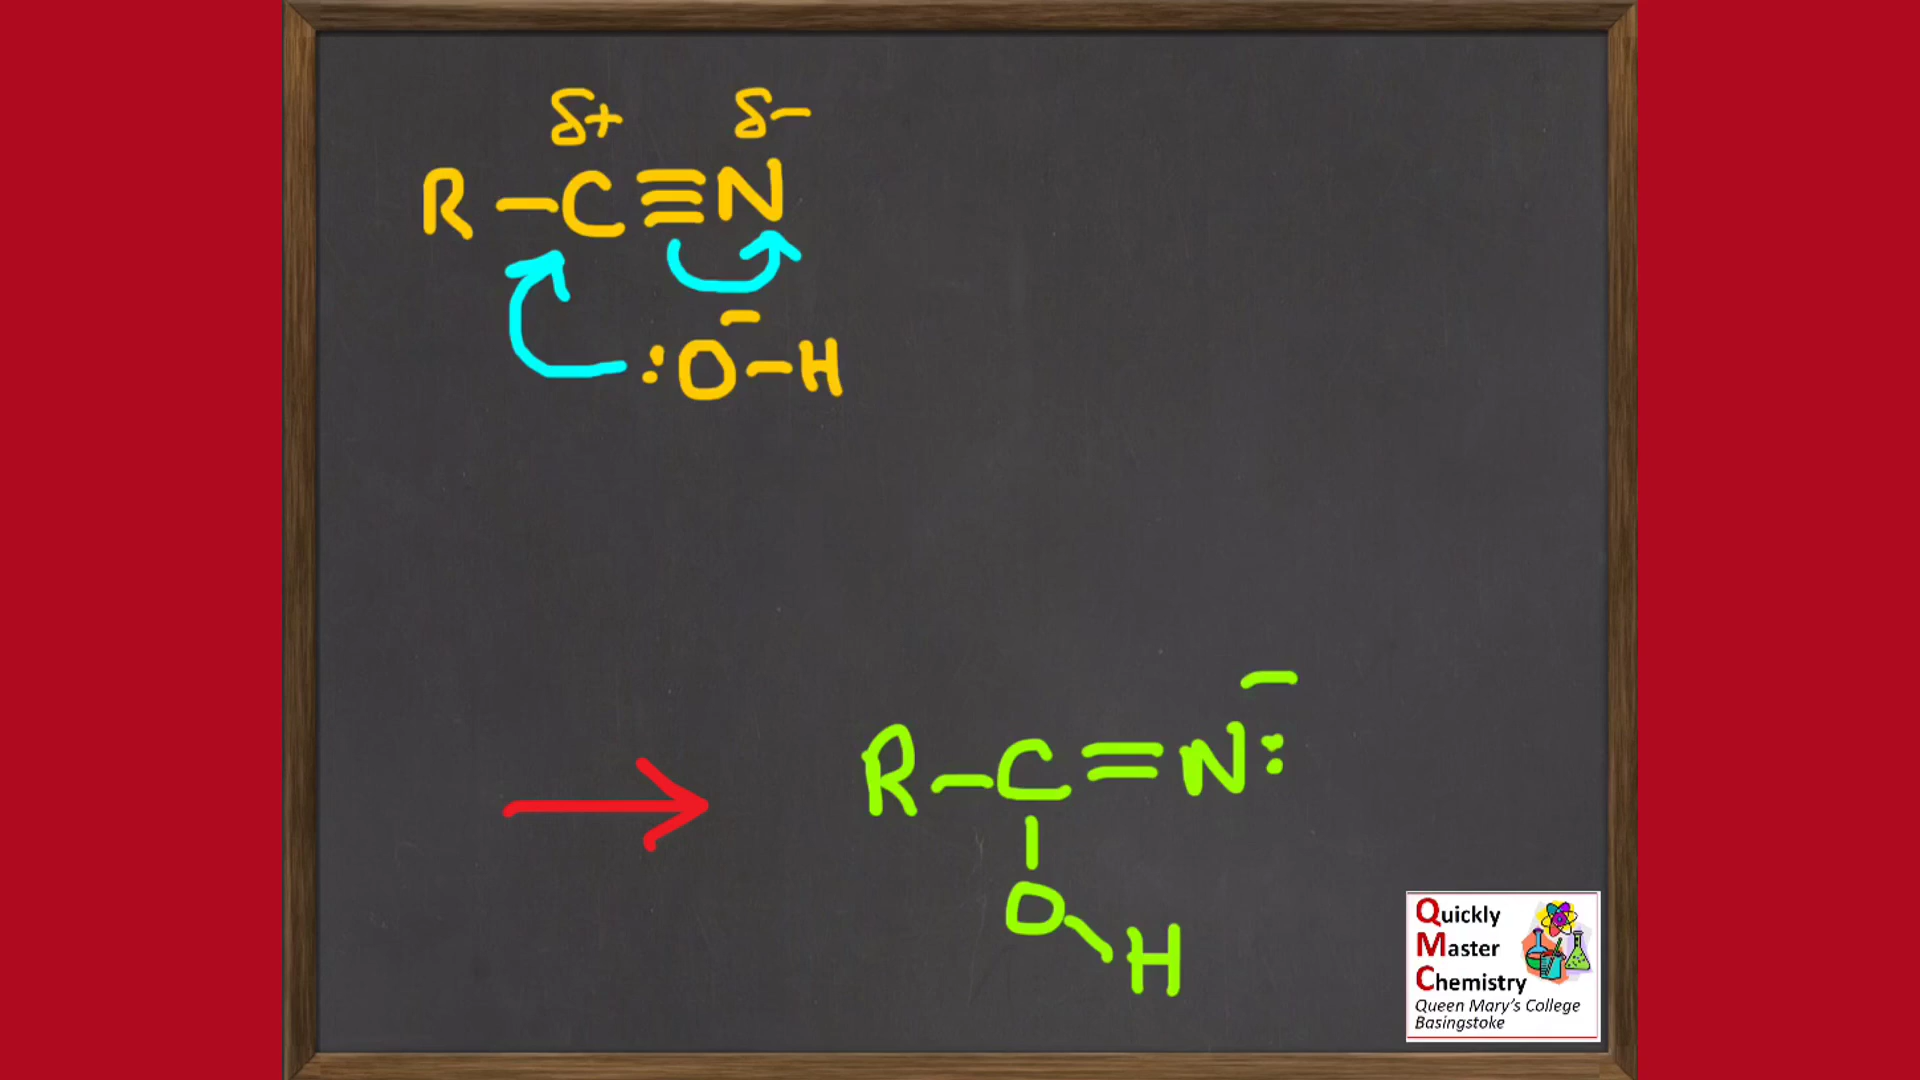 δ+ δ−
R–C≡N
:O⁻–H
R–C=N:⁻
O
H
Quickly
Master
Chemistry
Queen Mary's College
Basingstoke